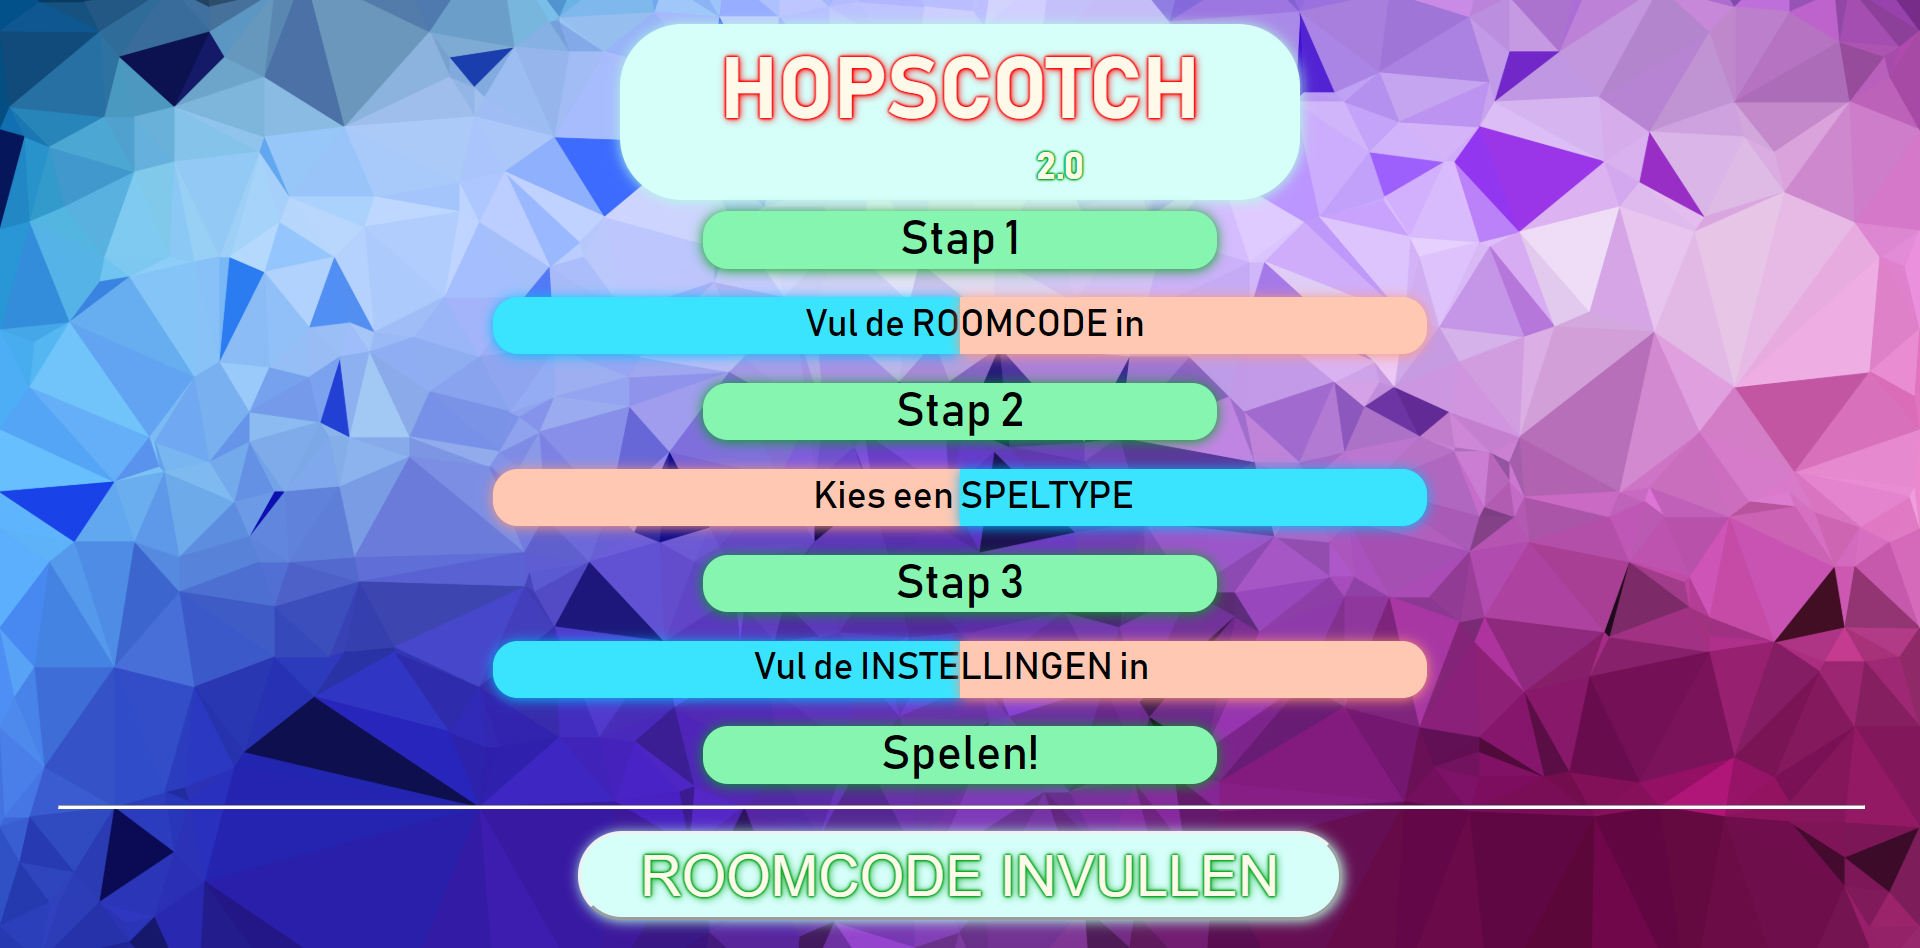 HOPSCOTCH
2.0
Stap 1
Vul de ROOMCODE in
Stap 2
Kies een SPELTYPE
Stap 3
Vul de INSTELLINGEN in
Spelen!
ROOMCODE INVULLEN